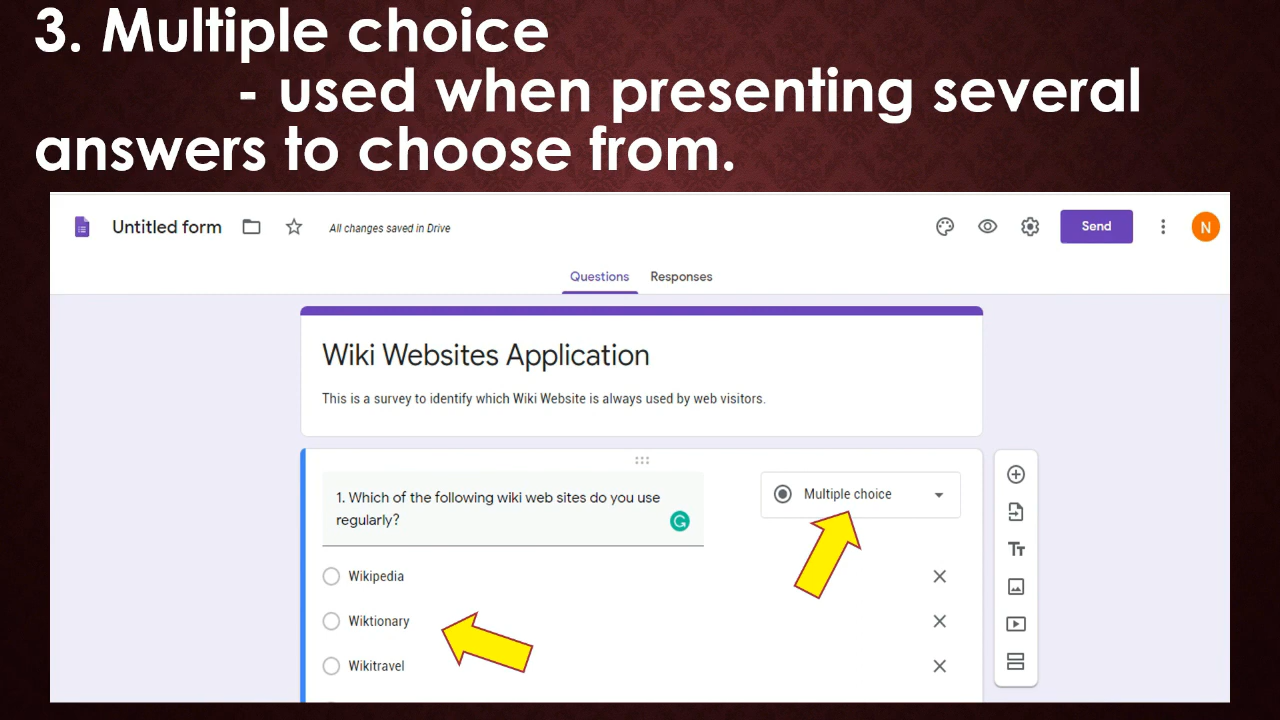 3. Multiple choice
- used when presenting several
answers to choose from.
Untitled form
All changes saved in Drive
Send
N
Questions
Responses
Wiki Websites Application
This is a survey to identify which Wiki Website is always used by web visitors.
1. Which of the following wiki web sites do you use
regularly?
Multiple choice
Wikipedia
Wiktionary
Wikitravel
Tт